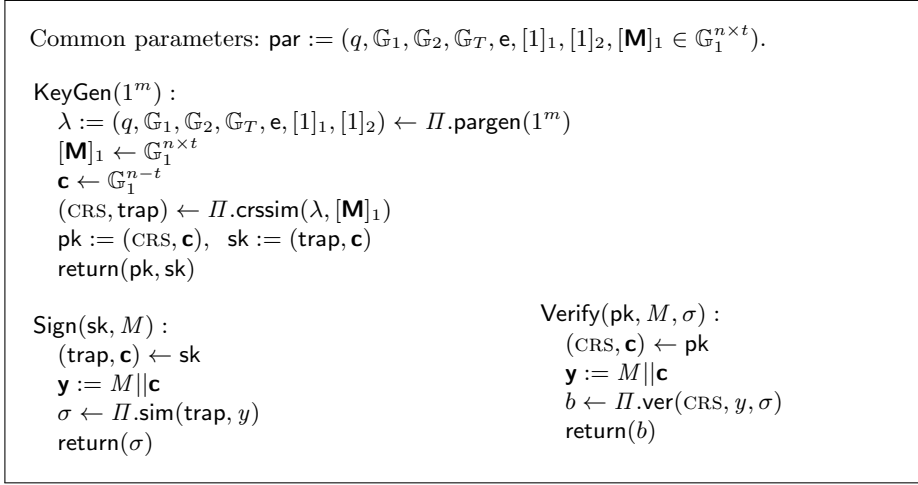 Common parameters: par := (q, 𝔾₁, 𝔾₂, 𝔾_T, e, [1]₁, [1]₂, [𝗠]₁ ∈ 𝔾₁^{n×t}).
KeyGen(1^m) :
λ := (q, 𝔾₁, 𝔾₂, 𝔾_T, e, [1]₁, [1]₂) ← Π.pargen(1^m)
[𝗠]₁ ← 𝔾₁^{n×t}
𝗰 ← 𝔾₁^{n−t}
(CRS, trap) ← Π.crssim(λ, [𝗠]₁)
pk := (CRS, 𝗰), sk := (trap, 𝗰)
return(pk, sk)
Sign(sk, M) :
(trap, 𝗰) ← sk
𝘆 := M||𝗰
σ ← Π.sim(trap, y)
return(σ)
Verify(pk, M, σ) :
(CRS, 𝗰) ← pk
𝘆 := M||𝗰
b ← Π.ver(CRS, y, σ)
return(b)